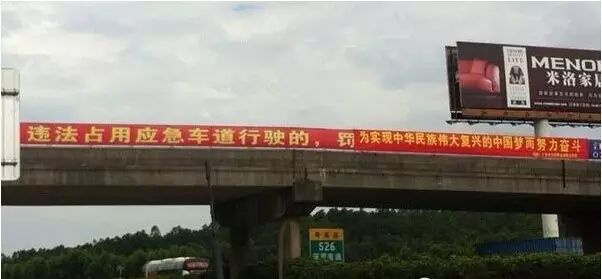 违法占用应急车道行驶的，罚
为实现中华民族伟大复兴的中国梦而努力奋斗
MENO
米洛家居
S26